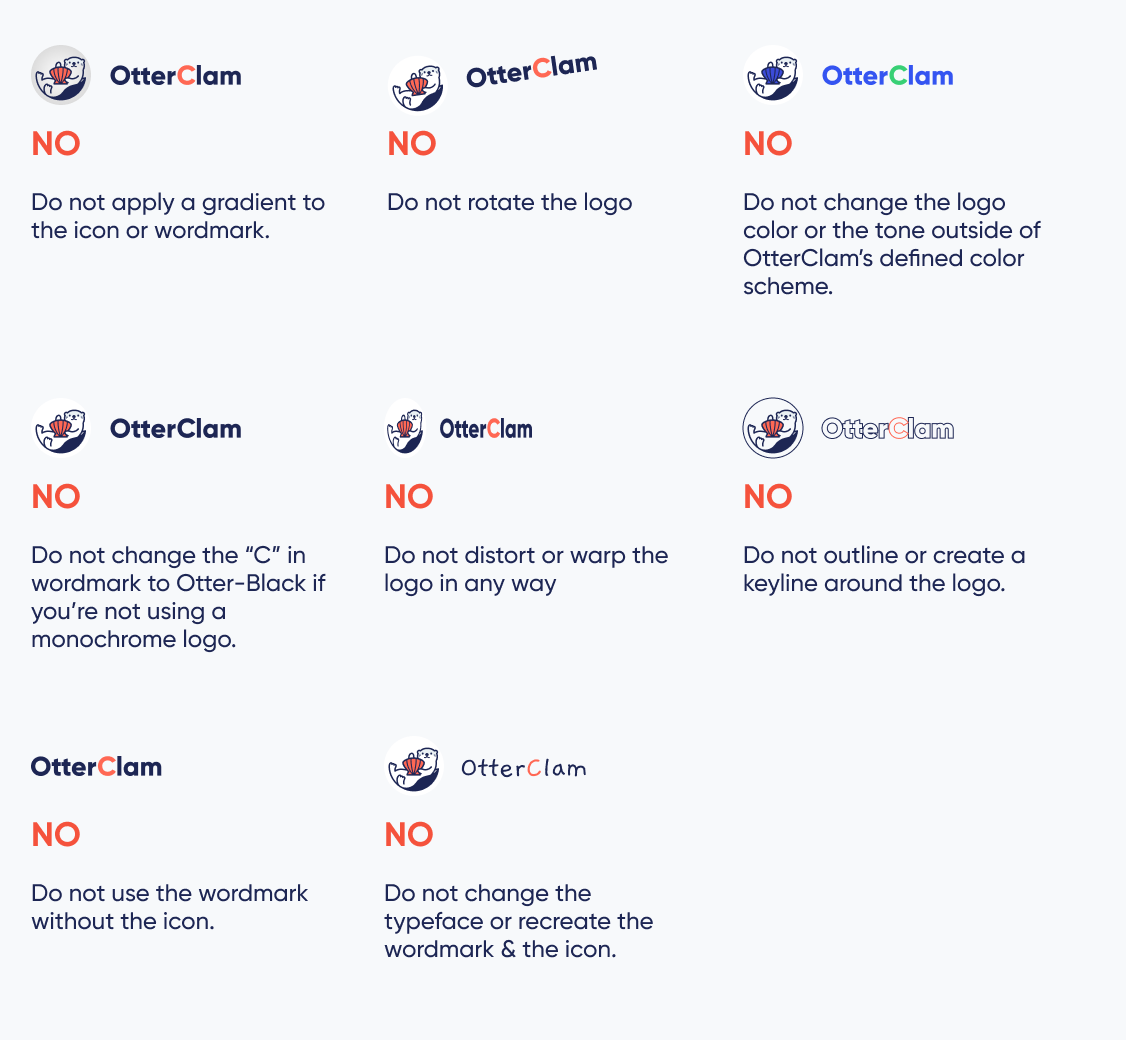 OtterClam
NO
Do not apply a gradient to
the icon or wordmark.
OtterClam
NO
Do not rotate the logo
OtterClam
NO
Do not change the logo
color or the tone outside of
OtterClam’s defined color
scheme.
OtterClam
NO
Do not change the “C” in
wordmark to Otter-Black if
you’re not using a
monochrome logo.
OtterClam
NO
Do not distort or warp the
logo in any way
OtterClam
NO
Do not outline or create a
keyline around the logo.
OtterClam
NO
Do not use the wordmark
without the icon.
OtterClam
NO
Do not change the
typeface or recreate the
wordmark & the icon.